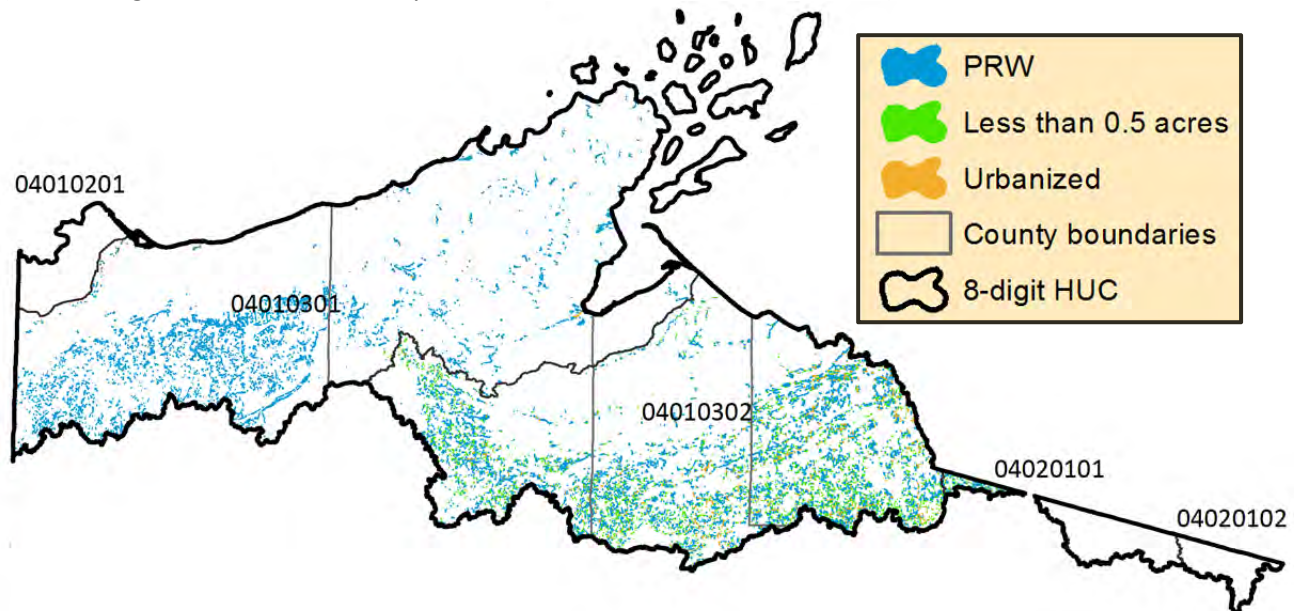 PRW
Less than 0.5 acres
Urbanized
County boundaries
8-digit HUC
04010201
04010301
04010302
04020101
04020102